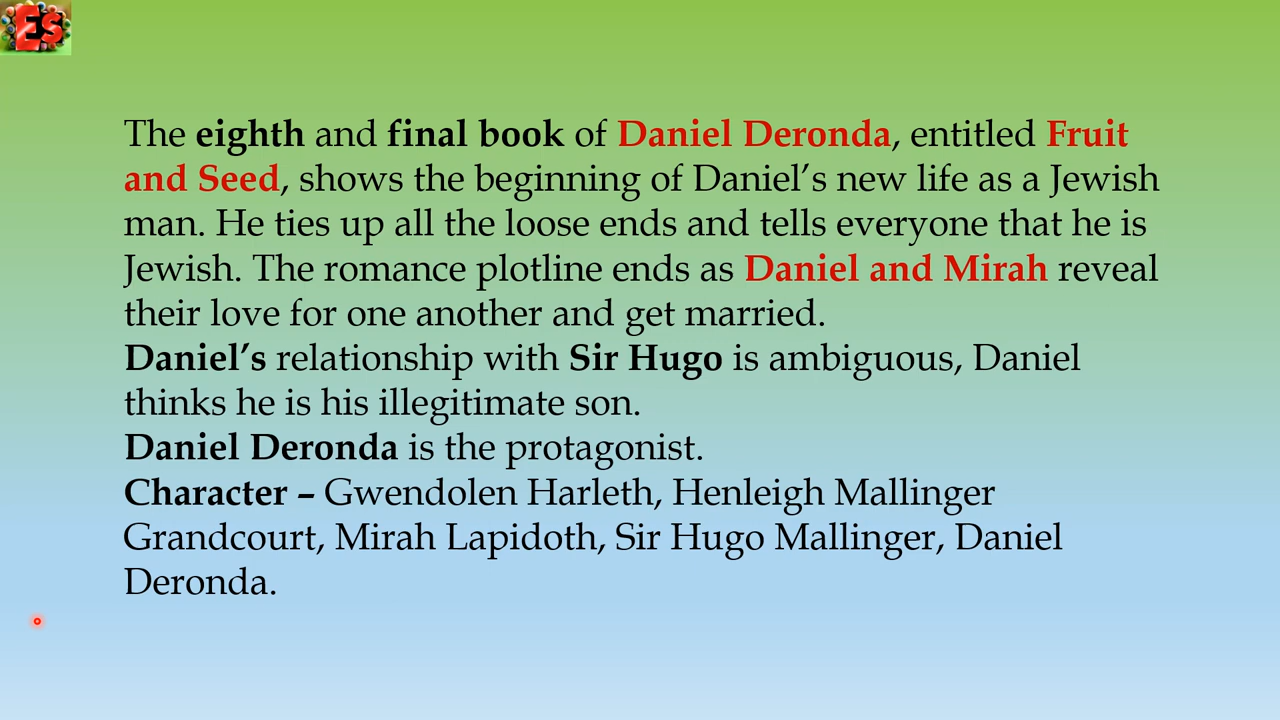 ES
The eighth and final book of Daniel Deronda, entitled Fruit
and Seed, shows the beginning of Daniel’s new life as a Jewish
man. He ties up all the loose ends and tells everyone that he is
Jewish. The romance plotline ends as Daniel and Mirah reveal
their love for one another and get married.
Daniel’s relationship with Sir Hugo is ambiguous, Daniel
thinks he is his illegitimate son.
Daniel Deronda is the protagonist.
Character – Gwendolen Harleth, Henleigh Mallinger
Grandcourt, Mirah Lapidoth, Sir Hugo Mallinger, Daniel
Deronda.